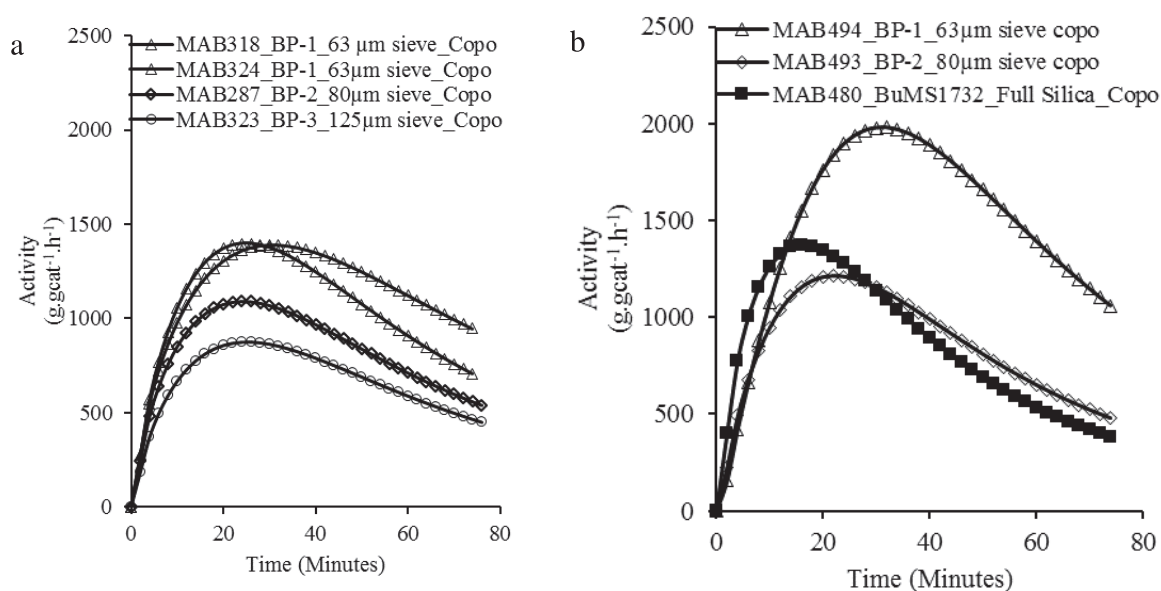 a
MAB318_BP-1_63 µm sieve_Copo
MAB324_BP-1_63µm sieve_Copo
MAB287_BP-2_80µm sieve_Copo
MAB323_BP-3_125µm sieve_Copo
2500
2000
1500
1000
500
0
Activity
(g.gcat⁻¹.h⁻¹)
0 20 40 60 80
Time (Minutes)
b
MAB494_BP-1_63µm sieve copo
MAB493_BP-2_80µm sieve copo
MAB480_BuMS1732_Full Silica_Copo
2500
2000
1500
1000
500
0
Activity
(g.gcat⁻¹.h⁻¹)
0 20 40 60 80
Time (Minutes)